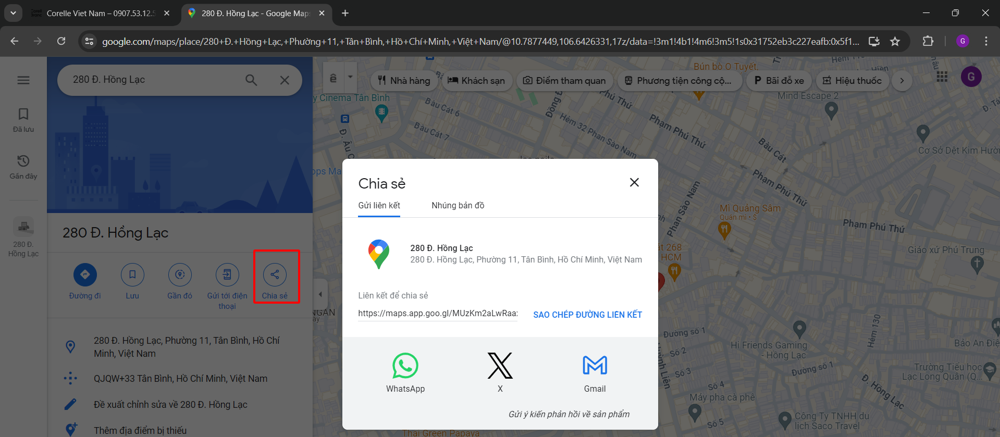 Corelle Viet Nam – 0907.53.12.5
280 Đ. Hồng Lạc - Google Maps
google.com/maps/place/280+Đ.+Hồng+Lạc,+Phường+11,+Tân+Bình,+Hồ+Chí+Minh,+Việt+Nam/@10.7877449,106.6426331,17z/data=!3m1!4b1!4m6!3m5!1s0x31752eb3c227eafb:0x5f1...
G
280 Đ. Hồng Lạc
ê
Nhà hàng
Khách sạn
Điểm tham quan
Phương tiện công cộ...
Bãi đỗ xe
Hiệu thuốc
G
Đã lưu
Gần đây
280 Đ.
Hồng Lạc
280 Đ. Hồng Lạc
Đường đi
Lưu
Gần đó
Gửi tới điện
thoại
Chia sẻ
280 Đ. Hồng Lạc, Phường 11, Tân Bình, Hồ Chí
Minh, Việt Nam
QJQW+33 Tân Bình, Hồ Chí Minh, Việt Nam
Đề xuất chỉnh sửa về 280 Đ. Hồng Lạc
Thêm địa điểm bị thiếu
Chia sẻ
Gửi liên kết
Nhúng bản đồ
280 Đ. Hồng Lạc
280 Đ. Hồng Lạc, Phường 11, Tân Bình, Hồ Chí Minh, Việt Nam
Liên kết để chia sẻ
https://maps.app.goo.gl/MUzKm2aLwRaa
SAO CHÉP ĐƯỜNG LIÊN KẾT
WhatsApp
X
Gmail
Gửi ý kiến phản hồi về sản phẩm
Bún bò O Tuyết,
y Cinema Tân Bình
Mind Escape 2
Bàu Cát 6
Bàu Cát 7
Hẻm 32 Phan Sào Nam
Phú Thứ
Phạm Phú Thứ
Bàu Cát
Cơ Sở Dệt Kim Hườn
Phạm Phú Thứ
Phan Sào Nam
Mì Quảng Sâm
Quán mì • $
Phạm Phú Thứ
Giáo xứ Phú Trung
át 268
HCM
NGÂN
Đường số 1
Hi Friends Gaming
- Hồng Lạc
Hẻm 130
Bảo An Điệ
Số 2
Số 3
Đường số 1
Trường Tiểu học
Lạc Long Quân (Q...
Số 4
Đ. Hồng Lạc
Máy pha cà phê
Số 5
Công Ty TNHH du
lịch Saco Travel
Thai Green Papaya